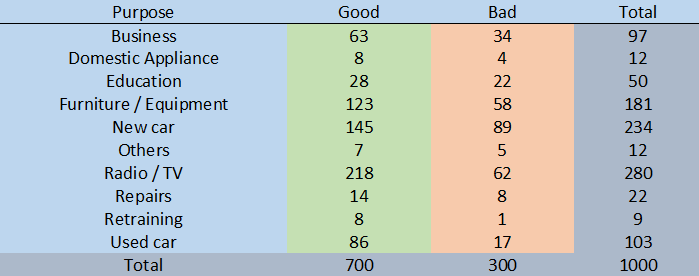 Purpose Good Bad Total
Business 63 34 97
Domestic Appliance 8 4 12
Education 28 22 50
Furniture / Equipment 123 58 181
New car 145 89 234
Others 7 5 12
Radio / TV 218 62 280
Repairs 14 8 22
Retraining 8 1 9
Used car 86 17 103
Total 700 300 1000